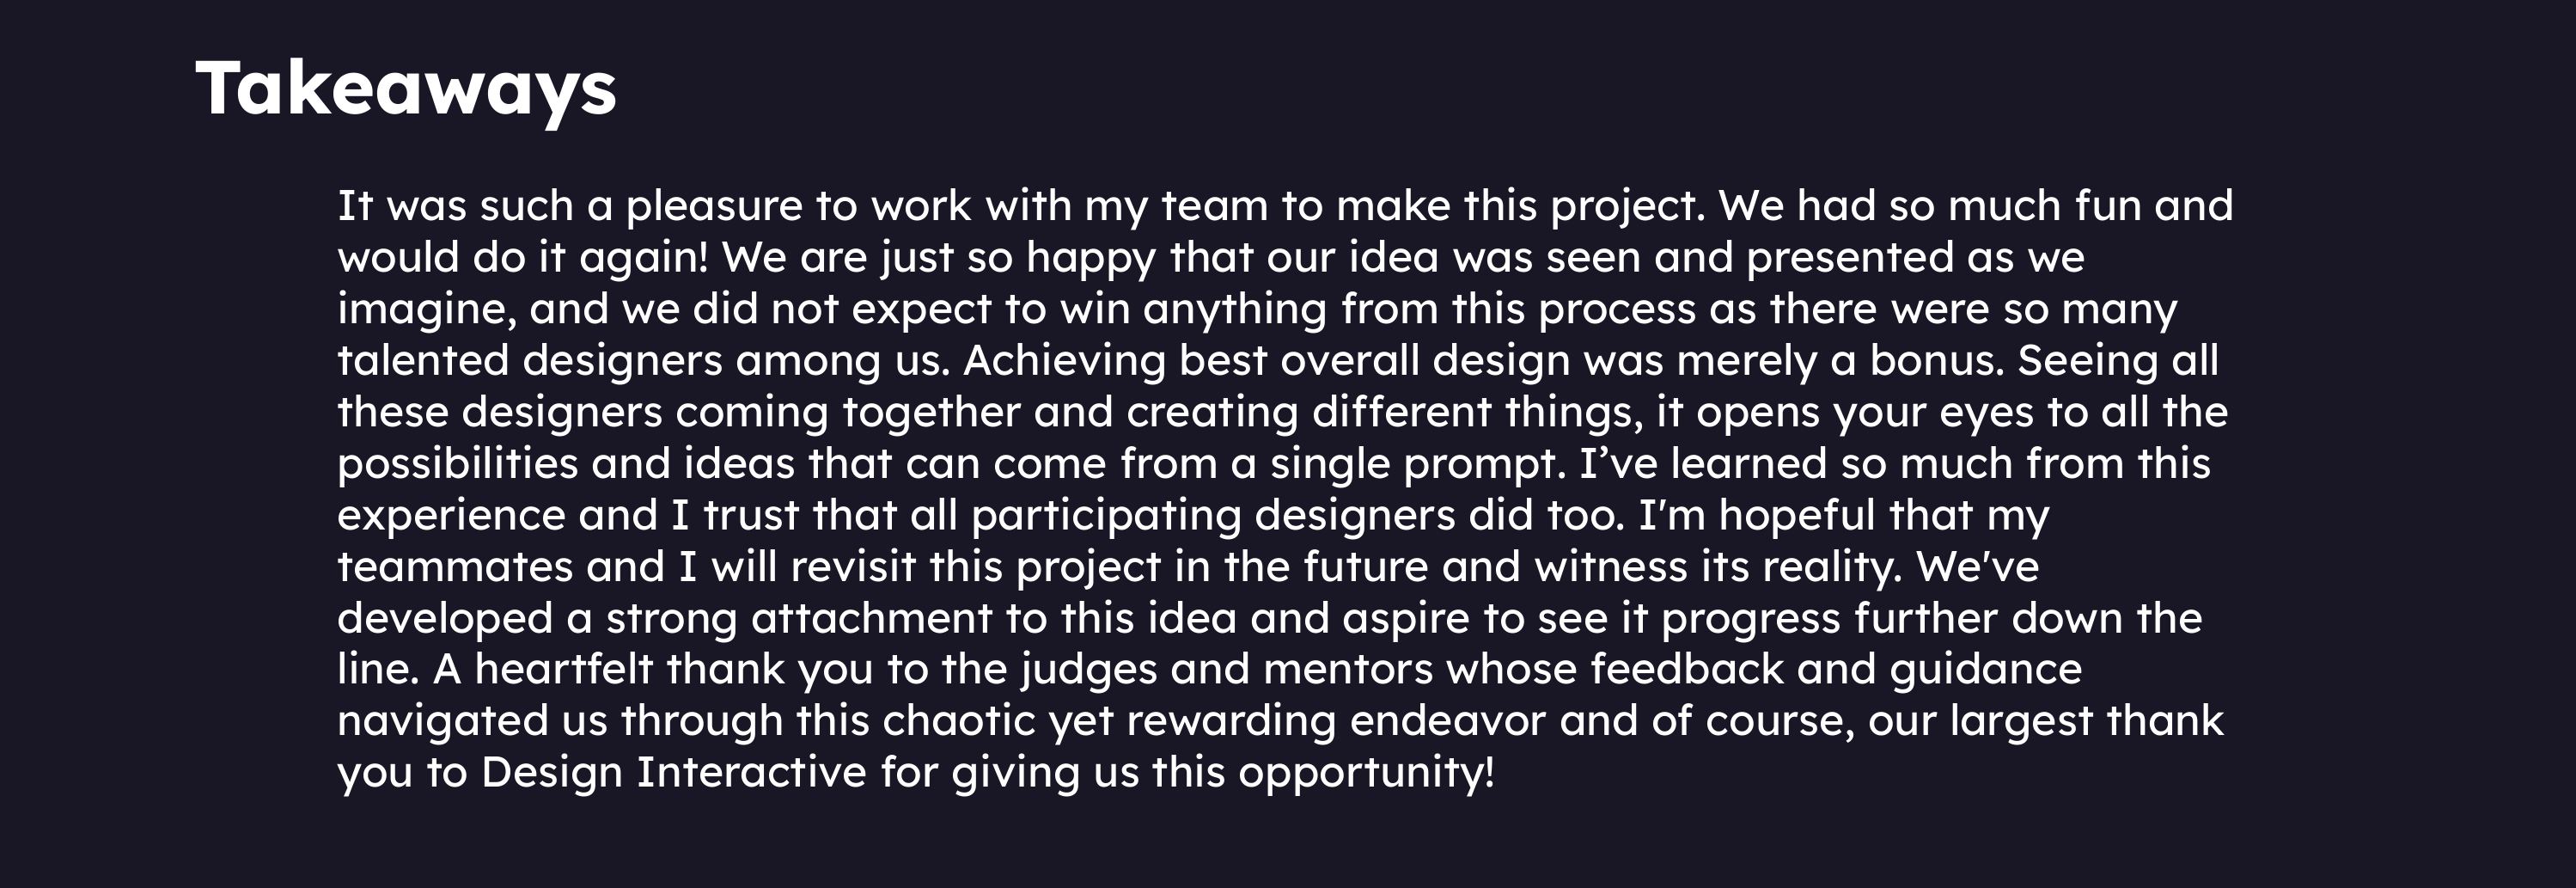 Takeaways
It was such a pleasure to work with my team to make this project. We had so much fun and
would do it again! We are just so happy that our idea was seen and presented as we
imagine, and we did not expect to win anything from this process as there were so many
talented designers among us. Achieving best overall design was merely a bonus. Seeing all
these designers coming together and creating different things, it opens your eyes to all the
possibilities and ideas that can come from a single prompt. I’ve learned so much from this
experience and I trust that all participating designers did too. I'm hopeful that my
teammates and I will revisit this project in the future and witness its reality. We've
developed a strong attachment to this idea and aspire to see it progress further down the
line. A heartfelt thank you to the judges and mentors whose feedback and guidance
navigated us through this chaotic yet rewarding endeavor and of course, our largest thank
you to Design Interactive for giving us this opportunity!